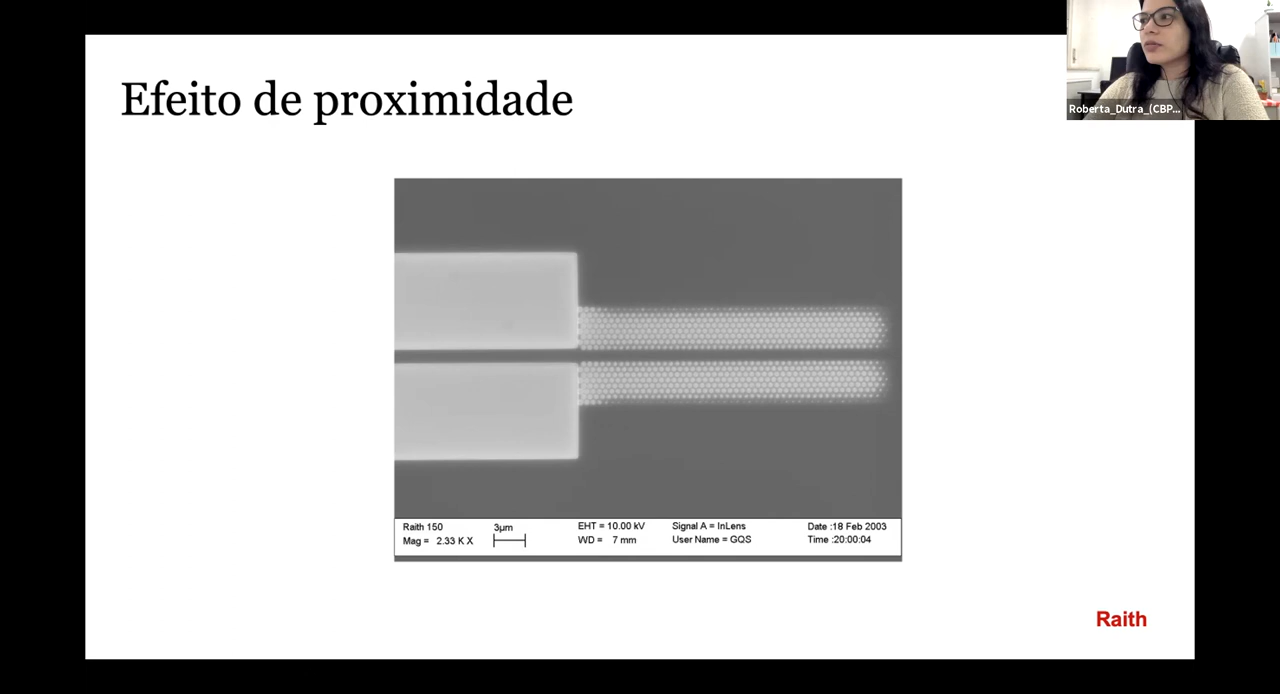 Efeito de proximidade
Roberta_Dutra_(CBP...
Raith 150
Mag = 2.33 K X
3µm
EHT = 10.00 kV
WD = 7 mm
Signal A = InLens
User Name = GQS
Date :18 Feb 2003
Time :20:00:04
Raith